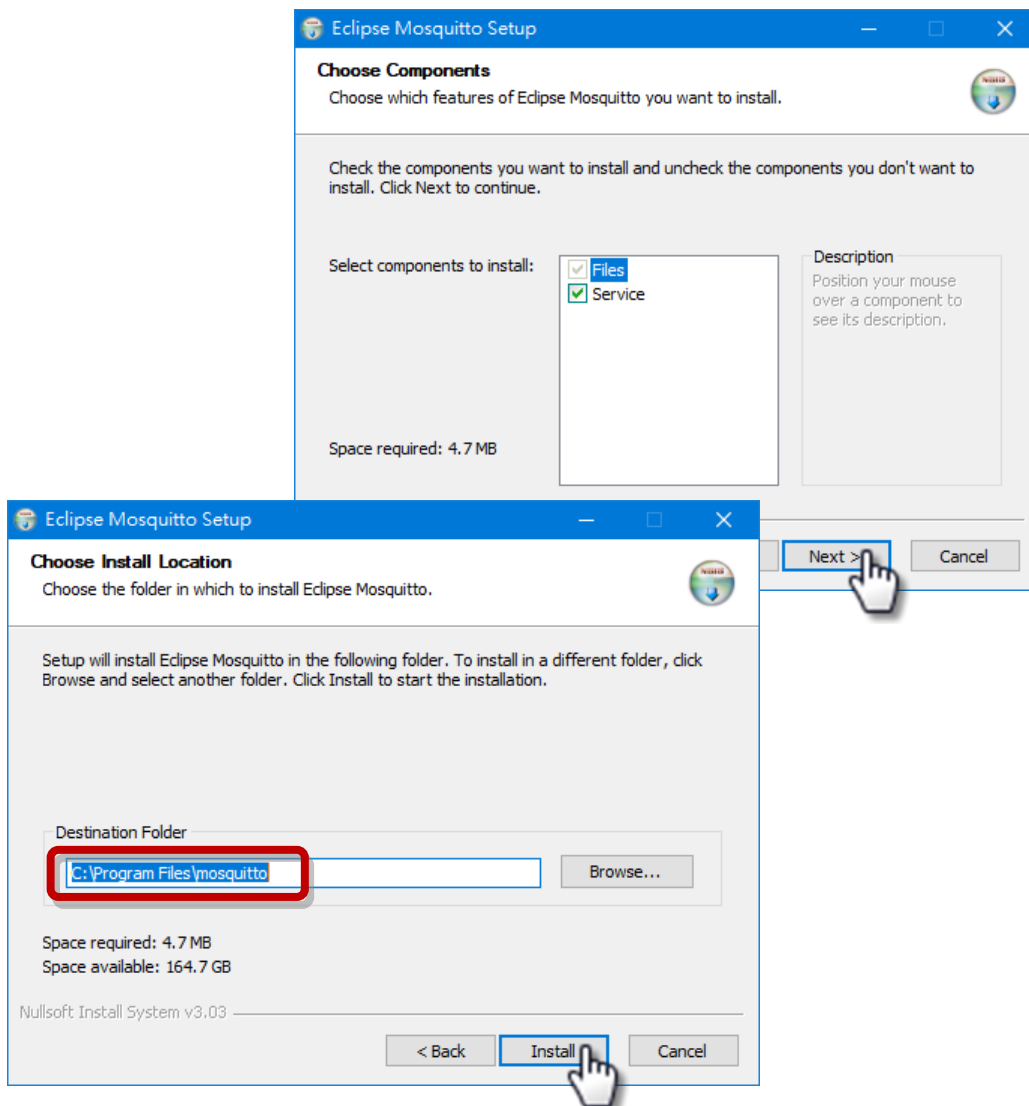 Eclipse Mosquitto Setup
Choose Components
Choose which features of Eclipse Mosquitto you want to install.
Check the components you want to install and uncheck the components you don't want to
install. Click Next to continue.
Select components to install:
Files
Service
Description
Position your mouse
over a component to
see its description.
Space required: 4.7 MB
Next >
Cancel
Eclipse Mosquitto Setup
Choose Install Location
Choose the folder in which to install Eclipse Mosquitto.
Setup will install Eclipse Mosquitto in the following folder. To install in a different folder, click
Browse and select another folder. Click Install to start the installation.
Destination Folder
C:\Program Files\mosquitto
Browse...
Space required: 4.7 MB
Space available: 164.7 GB
Nullsoft Install System v3.03
< Back
Install
Cancel